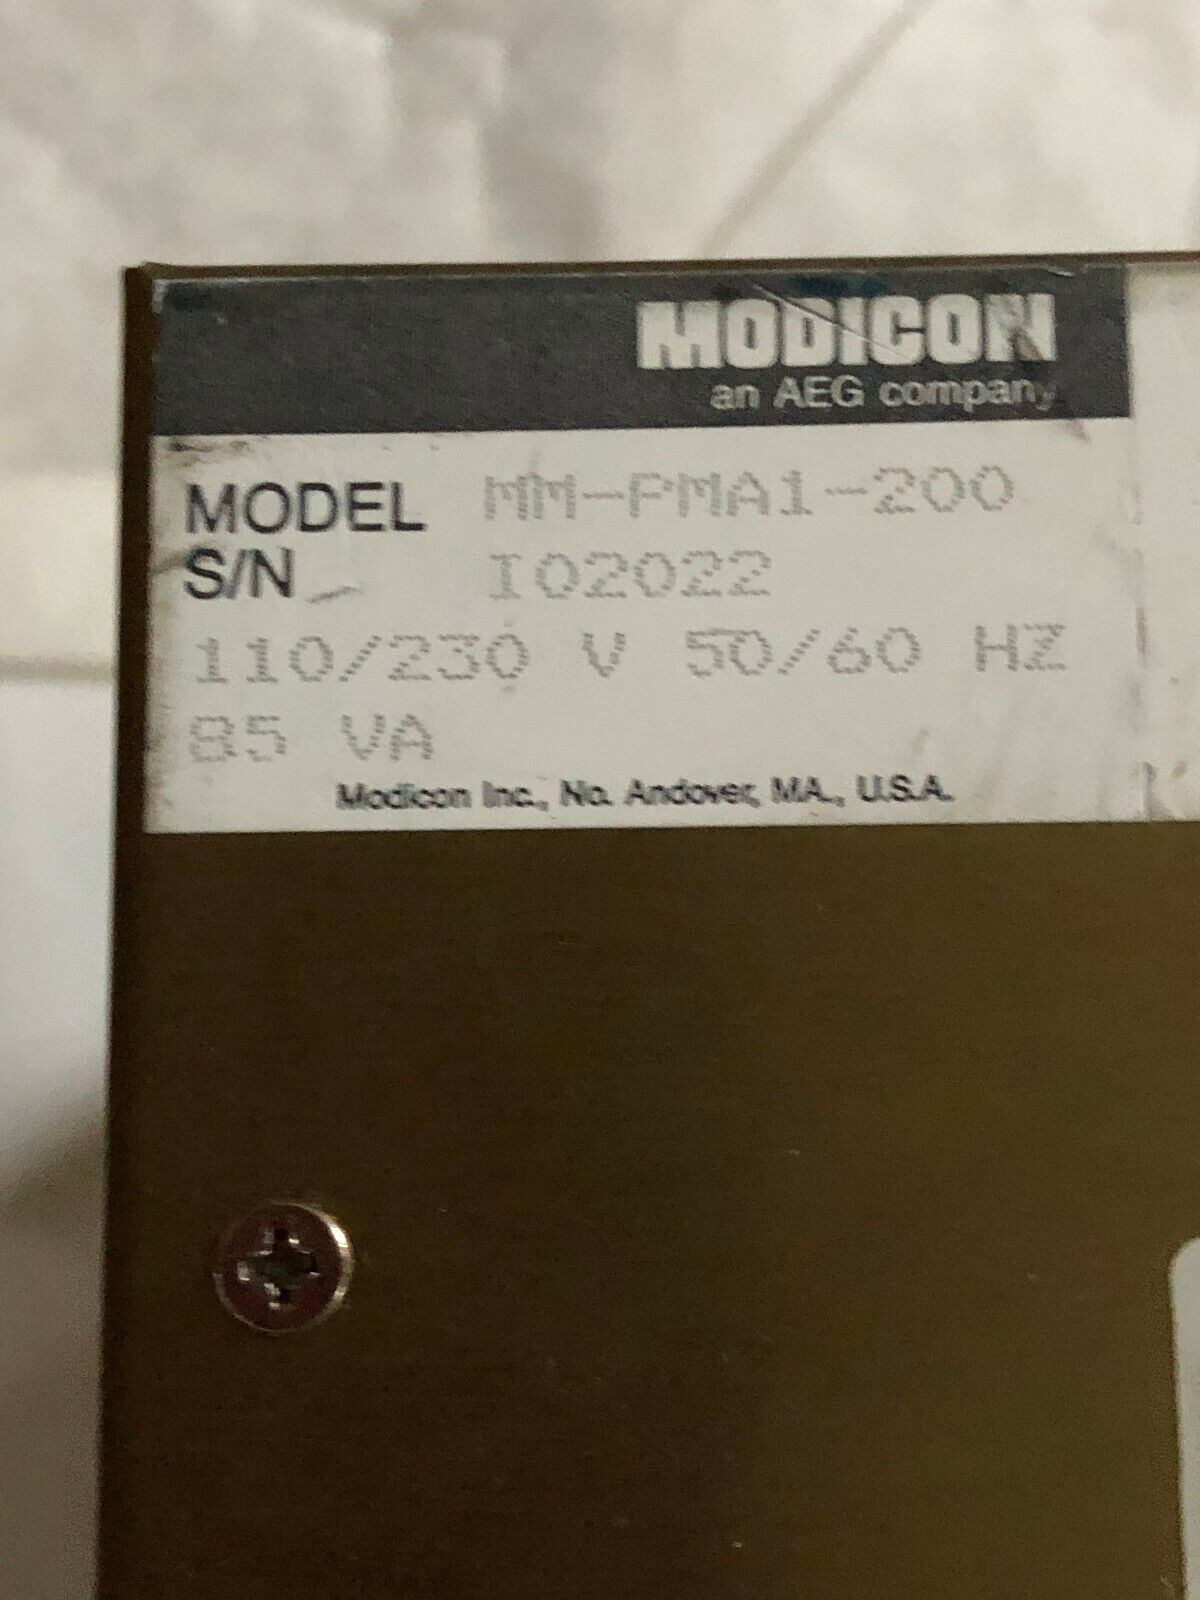 MODICON
an AEG company
MODEL MM-PMA1-200
S/N I02022
110/230 V 50/60 HZ
85 VA
Modicon Inc., No. Andover, MA., U.S.A.